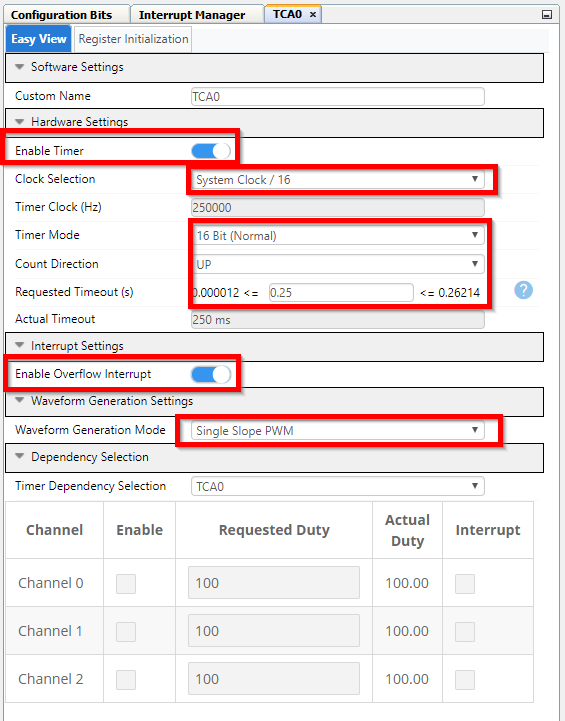 Configuration Bits Interrupt Manager TCA0 ×
Easy View Register Initialization
Software Settings
Custom Name TCA0
Hardware Settings
Enable Timer
Clock Selection System Clock / 16
Timer Clock (Hz) 250000
Timer Mode 16 Bit (Normal)
Count Direction UP
Requested Timeout (s) 0.000012 <= 0.25 <= 0.26214 ?
Actual Timeout 250 ms
Interrupt Settings
Enable Overflow Interrupt
Waveform Generation Settings
Waveform Generation Mode Single Slope PWM
Dependency Selection
Timer Dependency Selection TCA0
Channel Enable Requested Duty Actual Duty Interrupt
Channel 0 100 100.00
Channel 1 100 100.00
Channel 2 100 100.00